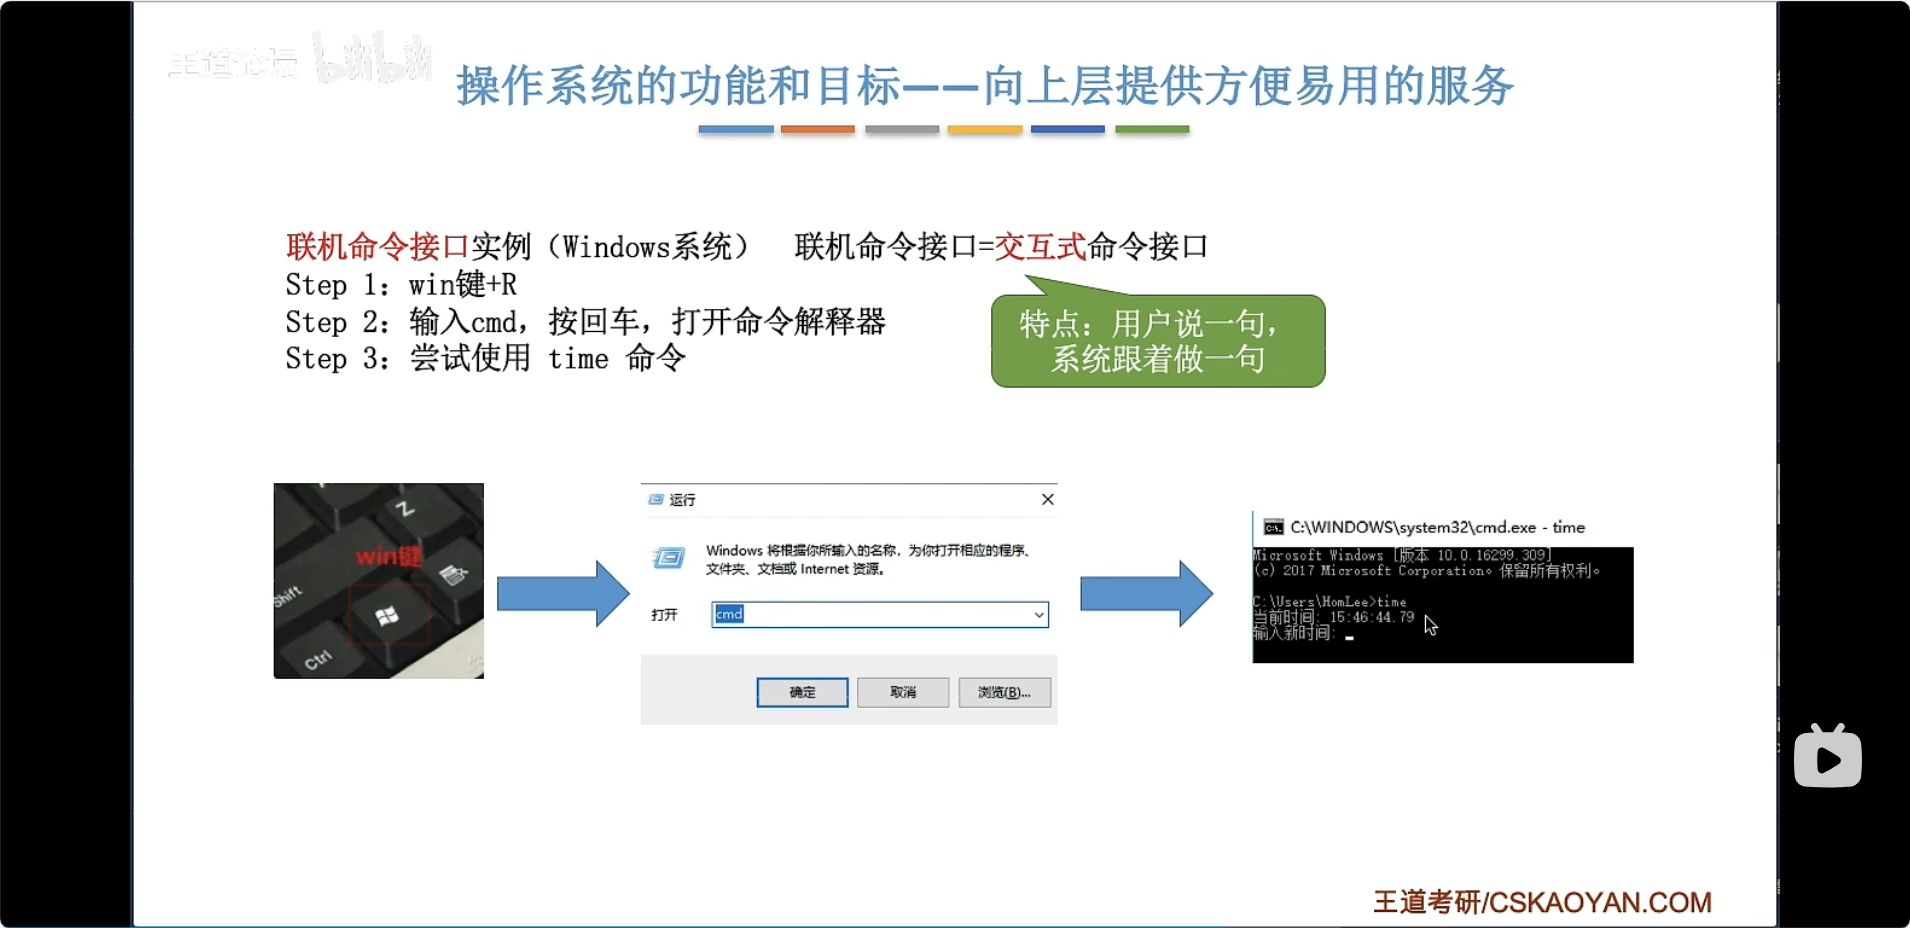 王道论坛 bilibili
操作系统的功能和目标——向上层提供方便易用的服务
联机命令接口实例（Windows系统） 联机命令接口=交互式命令接口
Step 1：win键+R
Step 2：输入cmd，按回车，打开命令解释器
Step 3：尝试使用 time 命令
特点：用户说一句，
系统跟着做一句
Z
win键
Shift
Ctrl
运行
Windows 将根据你所输入的名称，为你打开相应的程序、
文件夹、文档或 Internet 资源。
打开
cmd
确定 取消 浏览(B)...
C:\WINDOWS\system32\cmd.exe - time
Microsoft Windows [版本 10.0.16299.309]
(c) 2017 Microsoft Corporation。保留所有权利。
C:\Users\HomLee>time
当前时间: 15:46:44.79
输入新时间:
王道考研/CSKAOYAN.COM